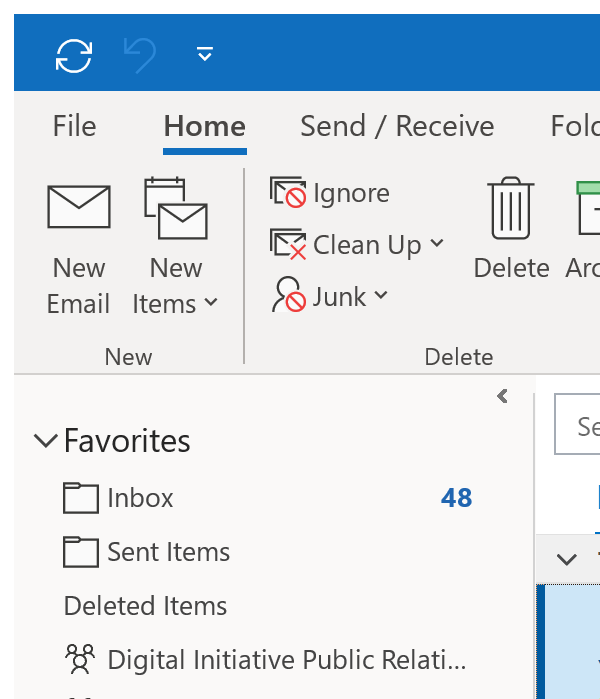 File Home Send / Receive
New Email
New Items
Ignore
Clean Up
Junk
Delete
New
Delete
Favorites
Inbox 48
Sent Items
Deleted Items
Digital Initiative Public Relati...